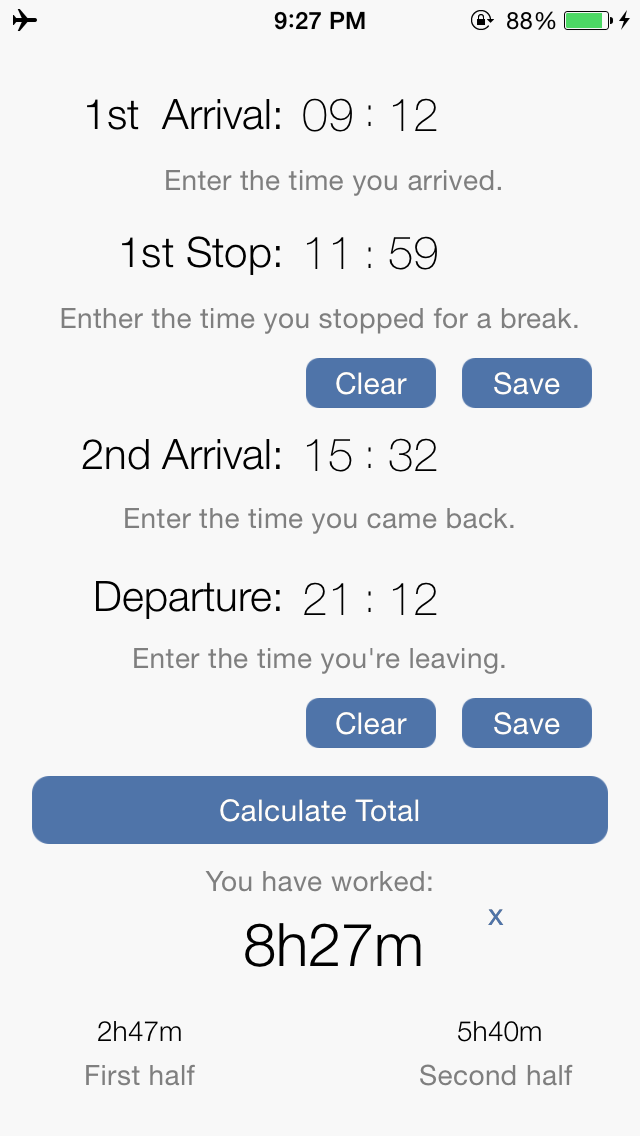 9:27 PM 88%
1st Arrival: 09 : 12
Enter the time you arrived.
1st Stop: 11 : 59
Enther the time you stopped for a break.
Clear Save
2nd Arrival: 15 : 32
Enter the time you came back.
Departure: 21 : 12
Enter the time you're leaving.
Clear Save
Calculate Total
You have worked:
x
8h27m
2h47m 5h40m
First half Second half